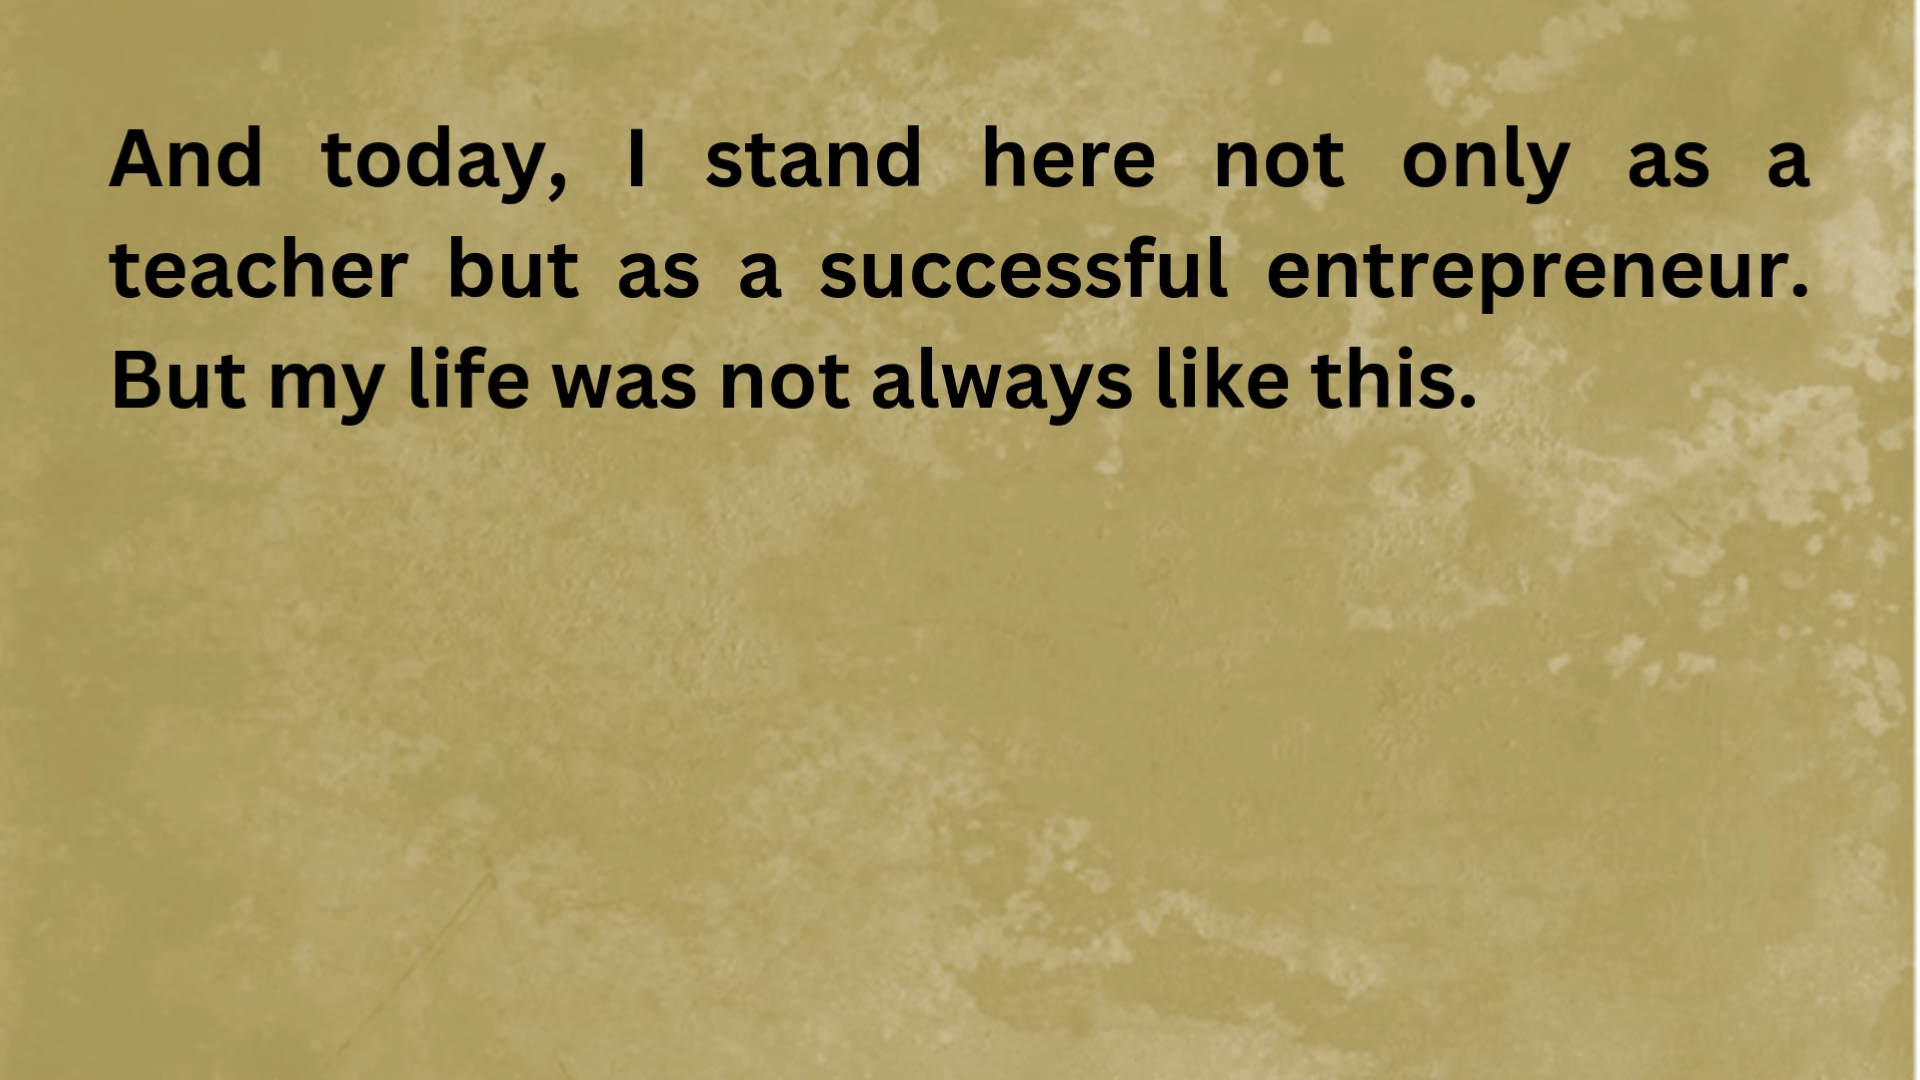 And today, I stand here not only as a
teacher but as a successful entrepreneur.
But my life was not always like this.